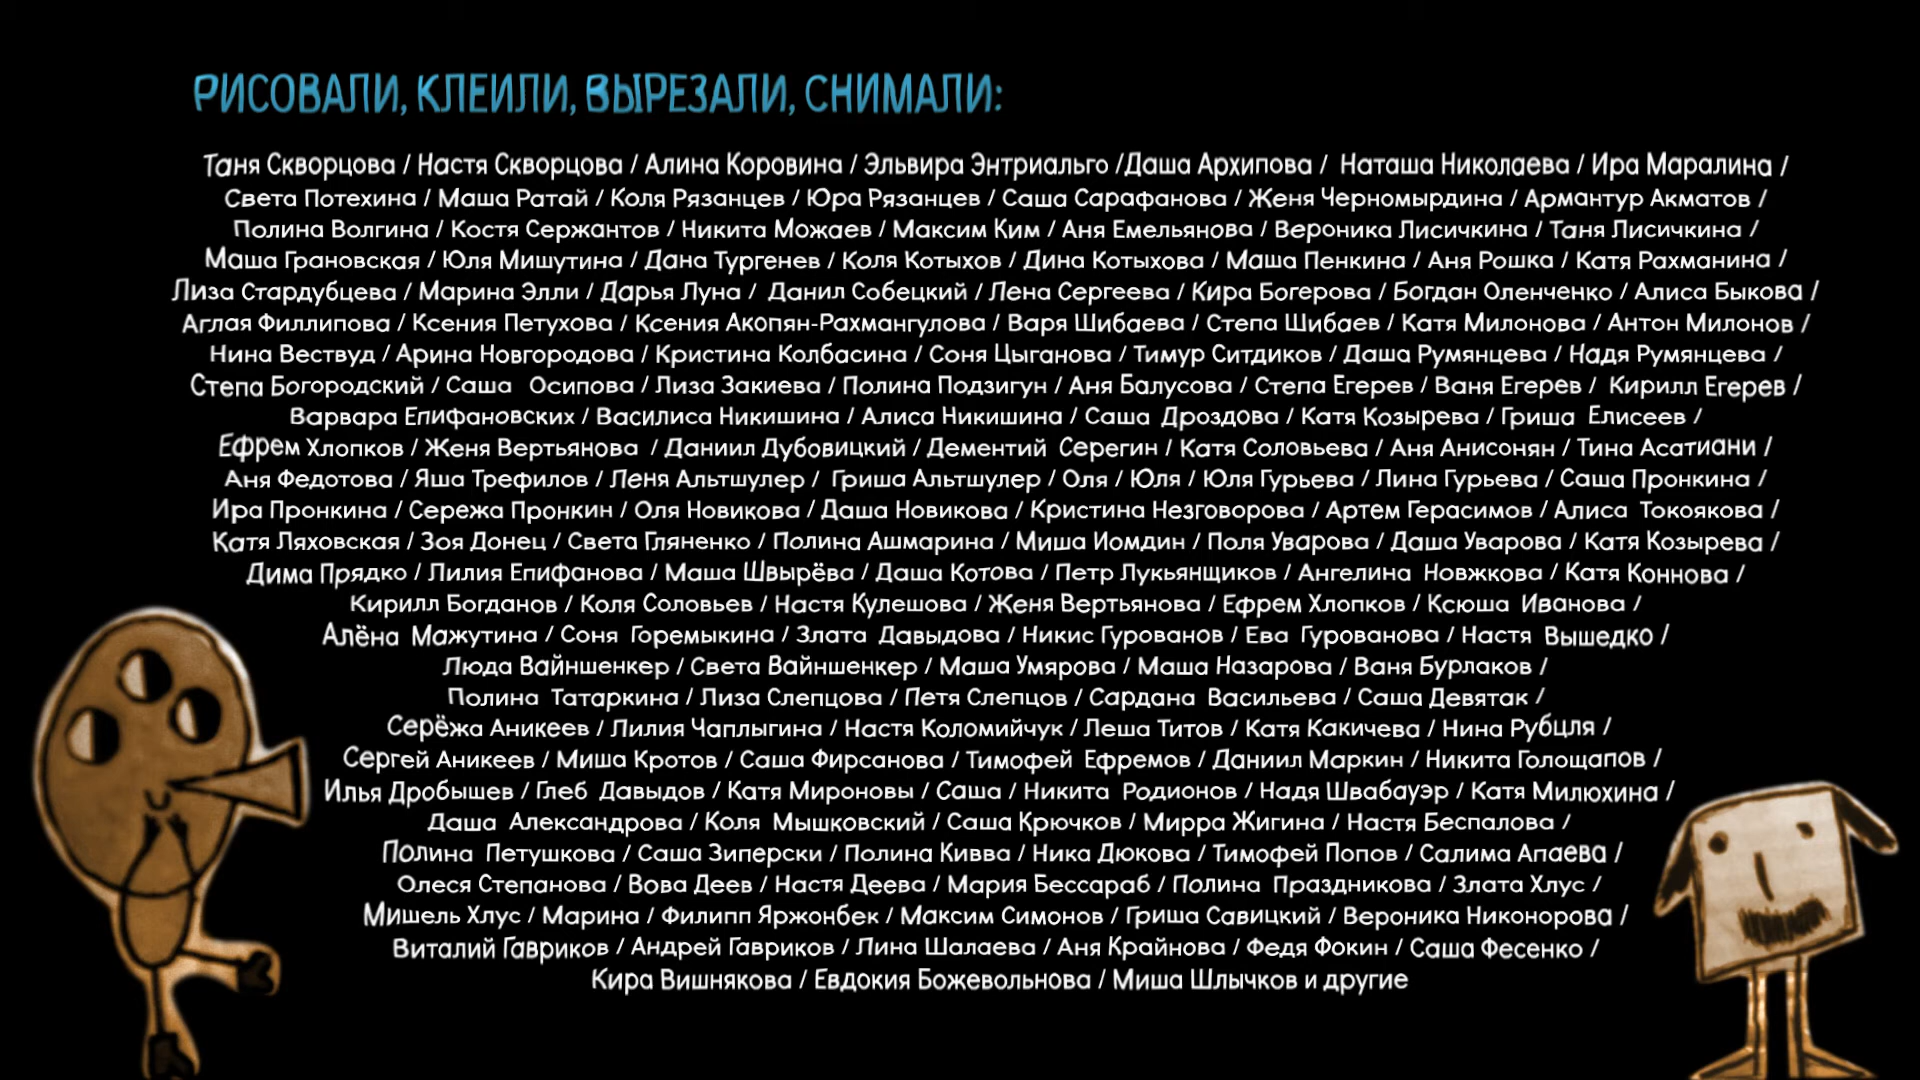 РИСОВАЛИ, КЛЕИЛИ, ВЫРЕЗАЛИ, СНИМАЛИ:
Таня Скворцова / Настя Скворцова / Алина Коровина / Эльвира Энтриальго /Даша Архипова / Наташа Николаева / Ира Маралина /
Света Потехина / Маша Ратай / Коля Рязанцев / Юра Рязанцев / Саша Сарафанова / Женя Черномырдина / Армантур Акматов /
Полина Волгина / Костя Сержантов / Никита Можаев / Максим Ким / Аня Емельянова / Вероника Лисичкина / Таня Лисичкина /
Маша Грановская / Юля Мишутина / Дана Тургенев / Коля Котыхов / Дина Котыхова / Маша Пенкина / Аня Рошка / Катя Рахманина /
Лиза Стардубцева / Марина Элли / Дарья Луна / Данил Собецкий / Лена Сергеева / Кира Богерова / Богдан Оленченко / Алиса Быкова /
Аглая Филлипова / Ксения Петухова / Ксения Акопян-Рахмангулова / Варя Шибаева / Степа Шибаев / Катя Милонова / Антон Милонов /
Нина Вествуд / Арина Новгородова / Кристина Колбасина / Соня Цыганова / Тимур Ситдиков / Даша Румянцева / Надя Румянцева /
Степа Богородский / Саша Осипова / Лиза Закиева / Полина Подзигун / Аня Балусова / Степа Егерев / Ваня Егерев / Кирилл Егерев /
Варвара Епифановских / Василиса Никишина / Алиса Никишина / Саша Дроздова / Катя Козырева / Гриша Елисеев /
Ефрем Хлопков / Женя Вертьянова / Даниил Дубовицкий / Дементий Серегин / Катя Соловьева / Аня Анисонян / Тина Асатиани /
Аня Федотова / Яша Трефилов / Леня Альтшулер / Гриша Альтшулер / Оля / Юля / Юля Гурьева / Лина Гурьева / Саша Пронкина /
Ира Пронкина / Сережа Пронкин / Оля Новикова / Даша Новикова / Кристина Незговорова / Артем Герасимов / Алиса Токоякова /
Катя Ляховская / Зоя Донец / Света Гляненко / Полина Ашмарина / Миша Иомдин / Поля Уварова / Даша Уварова / Катя Козырева /
Дима Прядко / Лилия Епифанова / Маша Швырёва / Даша Котова / Петр Лукьянщиков / Ангелина Новжкова / Катя Коннова /
Кирилл Богданов / Коля Соловьев / Настя Кулешова / Женя Вертьянова / Ефрем Хлопков / Ксюша Иванова /
Алёна Мажутина / Соня Горемыкина / Злата Давыдова / Никис Гурованов / Ева Гурованова / Настя Вышедко /
Люда Вайншенкер / Света Вайншенкер / Маша Умярова / Маша Назарова / Ваня Бурлаков /
Полина Татаркина / Лиза Слепцова / Петя Слепцов / Сардана Васильева / Саша Девятак /
Серёжа Аникеев / Лилия Чаплыгина / Настя Коломийчук / Леша Титов / Катя Какичева / Нина Рубцля /
Сергей Аникеев / Миша Кротов / Саша Фирсанова / Тимофей Ефремов / Даниил Маркин / Никита Голощапов /
Илья Дробышев / Глеб Давыдов / Катя Мироновы / Саша / Никита Родионов / Надя Швабауэр / Катя Милюхина /
Даша Александрова / Коля Мышковский / Саша Крючков / Мирра Жигина / Настя Беспалова /
Полина Петушкова / Саша Зиперски / Полина Кивва / Ника Дюкова / Тимофей Попов / Салима Апаева /
Олеся Степанова / Вова Деев / Настя Деева / Мария Бессараб / Полина Праздникова / Злата Хлус /
Мишель Хлус / Марина / Филипп Яржонбек / Максим Симонов / Гриша Савицкий / Вероника Никонорова /
Виталий Гавриков / Андрей Гавриков / Лина Шалаева / Аня Крайнова / Федя Фокин / Саша Фесенко /
Кира Вишнякова / Евдокия Божевольнова / Миша Шлычков и другие